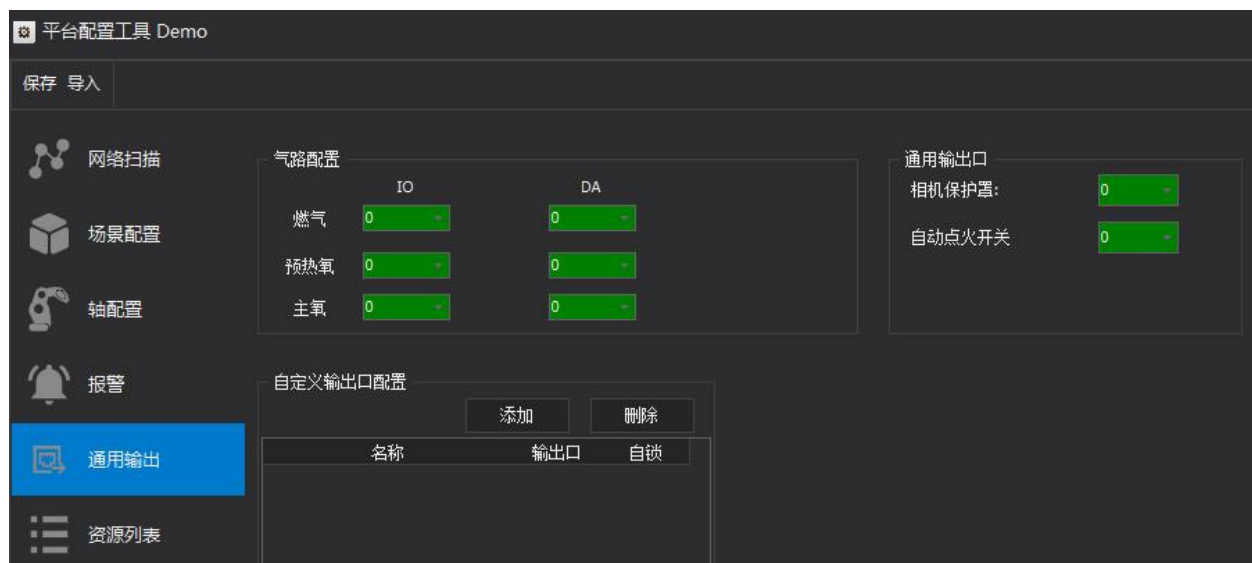 平台配置工具 Demo
保存 导入
网络扫描
场景配置
轴配置
报警
通用输出
资源列表
气路配置
IO DA
燃气 0 0
预热氧 0 0
主氧 0 0
通用输出口
相机保护罩: 0
自动点火开关 0
自定义输出口配置
添加 删除
名称 输出口 自锁